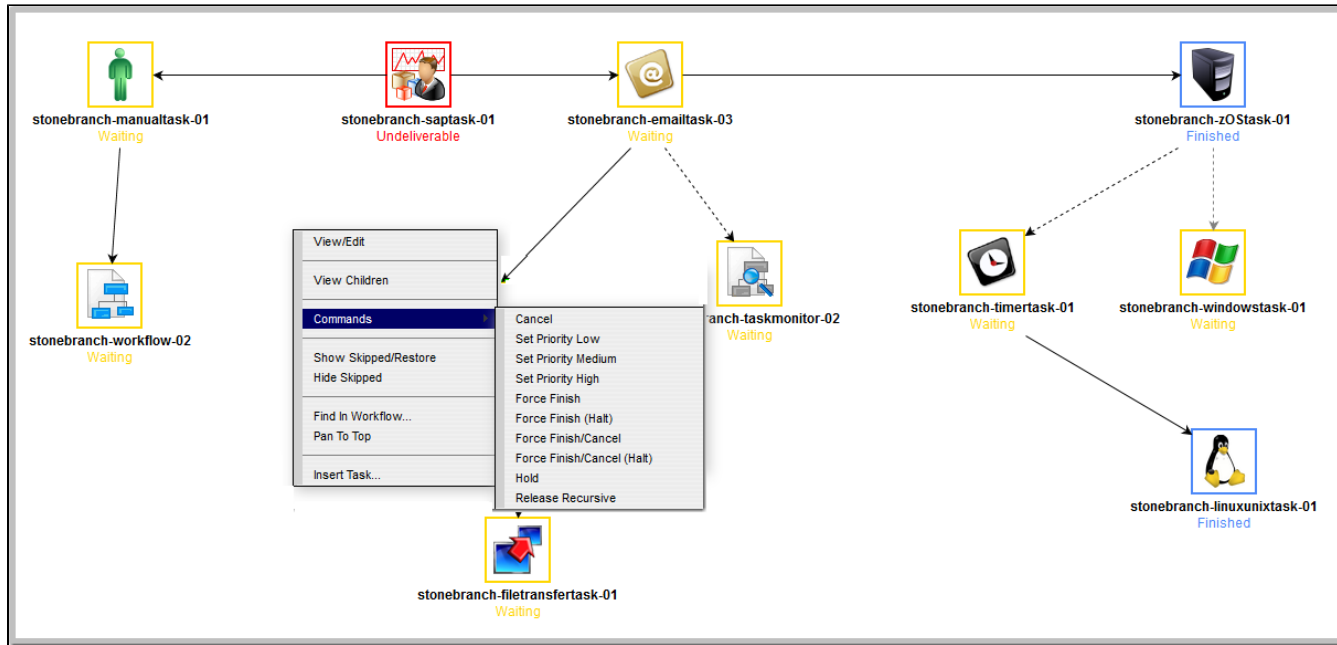 stonebranch-manualtask-01
Waiting
stonebranch-saptask-01
Undeliverable
@
stonebranch-emailtask-03
Waiting
stonebranch-zOStask-01
Finished
stonebranch-workflow-02
Waiting
View/Edit
View Children
Commands
Show Skipped/Restore
Hide Skipped
Find In Workflow...
Pan To Top
Insert Task...
Cancel
Set Priority Low
Set Priority Medium
Set Priority High
Force Finish
Force Finish (Halt)
Force Finish/Cancel
Force Finish/Cancel (Halt)
Hold
Release Recursive
ranch-taskmonitor-02
Waiting
stonebranch-timertask-01
Waiting
stonebranch-windowstask-01
Waiting
stonebranch-linuxunixtask-01
Finished
stonebranch-filetransfertask-01
Waiting